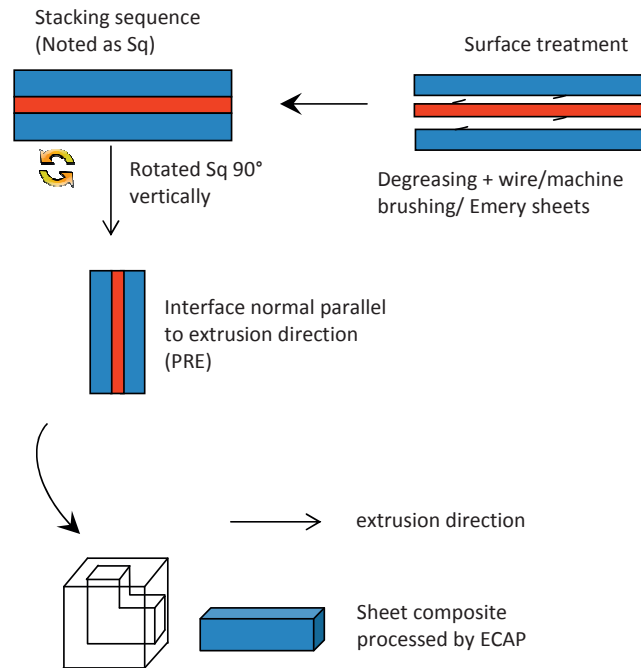 Stacking sequence
(Noted as Sq)
Surface treatment
Degreasing + wire/machine
brushing/ Emery sheets
Rotated Sq 90°
vertically
Interface normal parallel
to extrusion direction
(PRE)
extrusion direction
Sheet composite
processed by ECAP